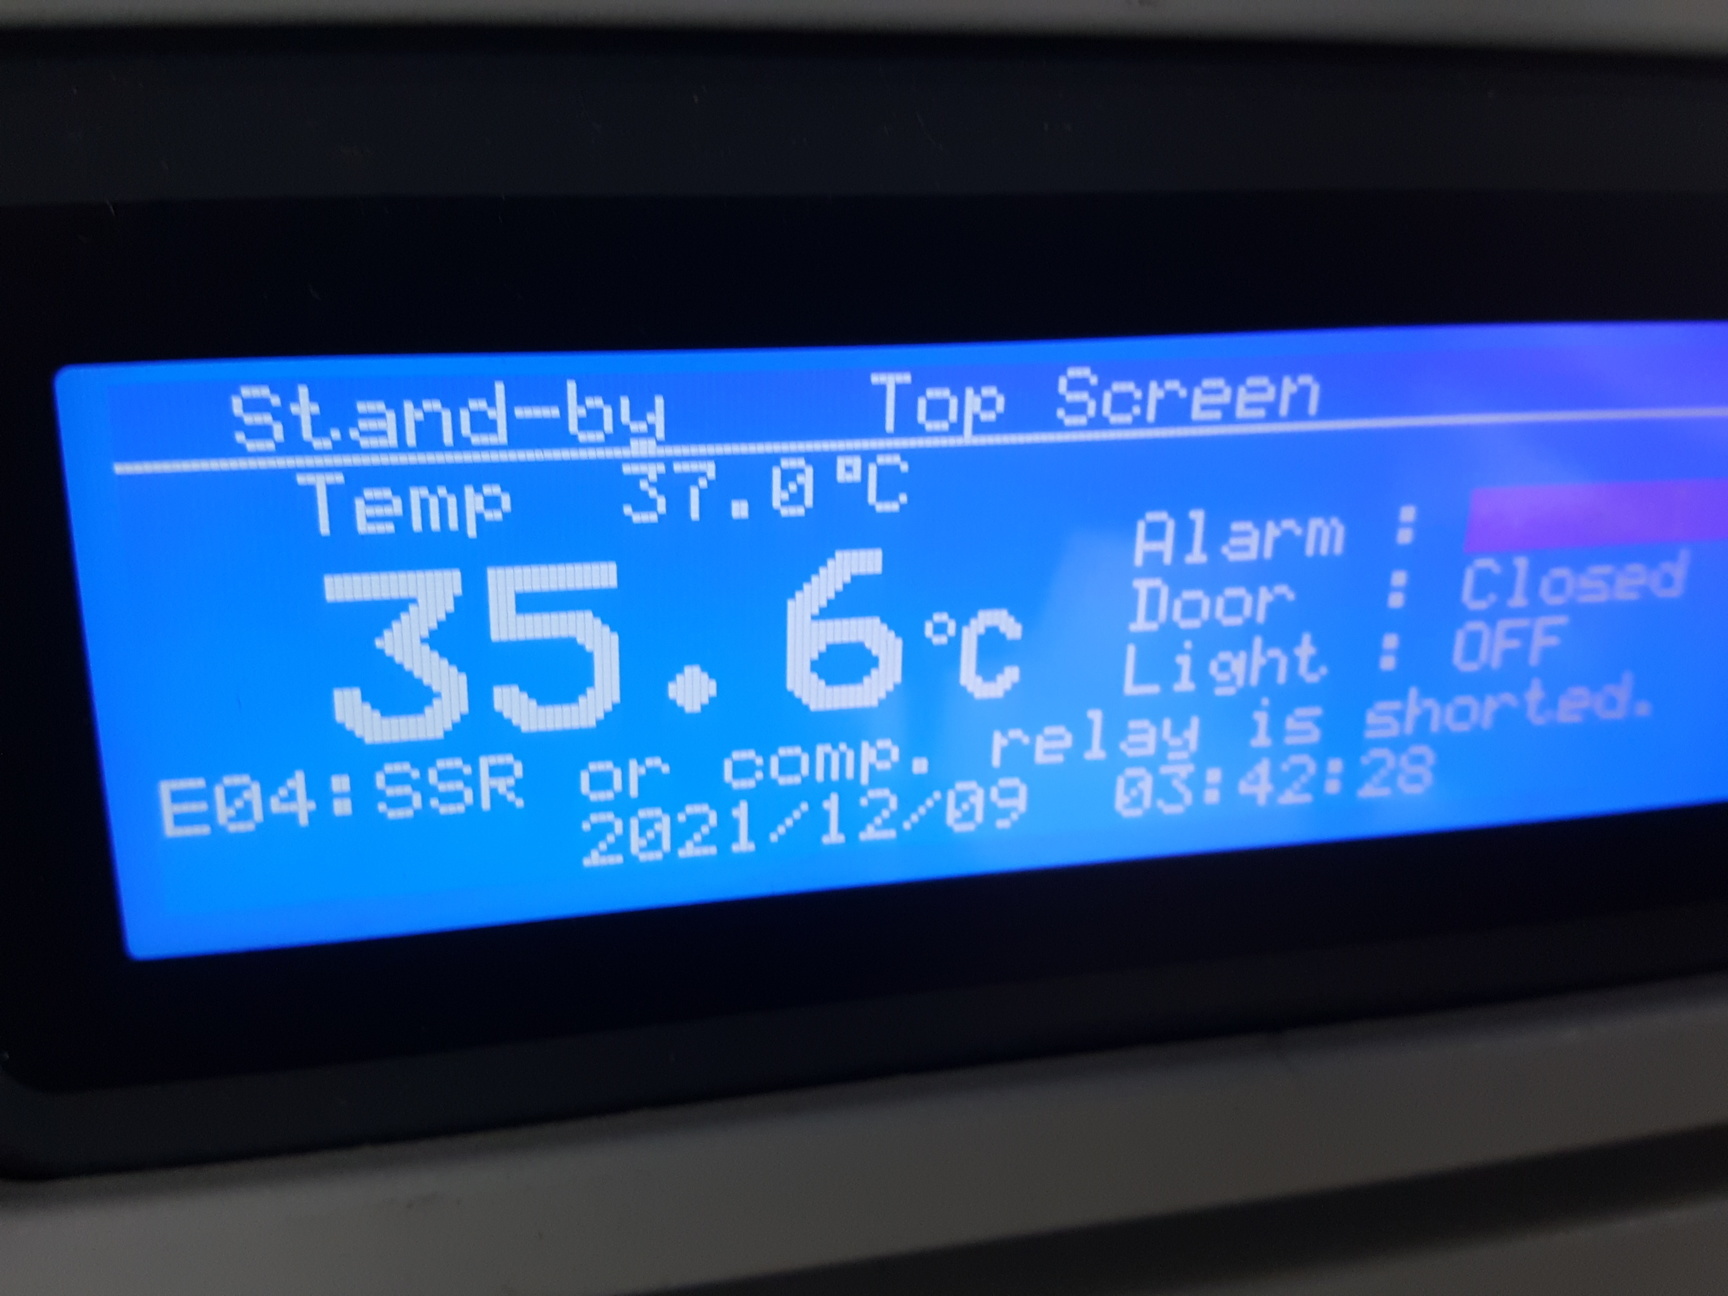 Stand-by Top Screen
Temp 37.0°C
35.6°C
Alarm :
Door : Closed
Light : OFF
E04:SSR or comp. relay is shorted.
2021/12/09 03:42:28